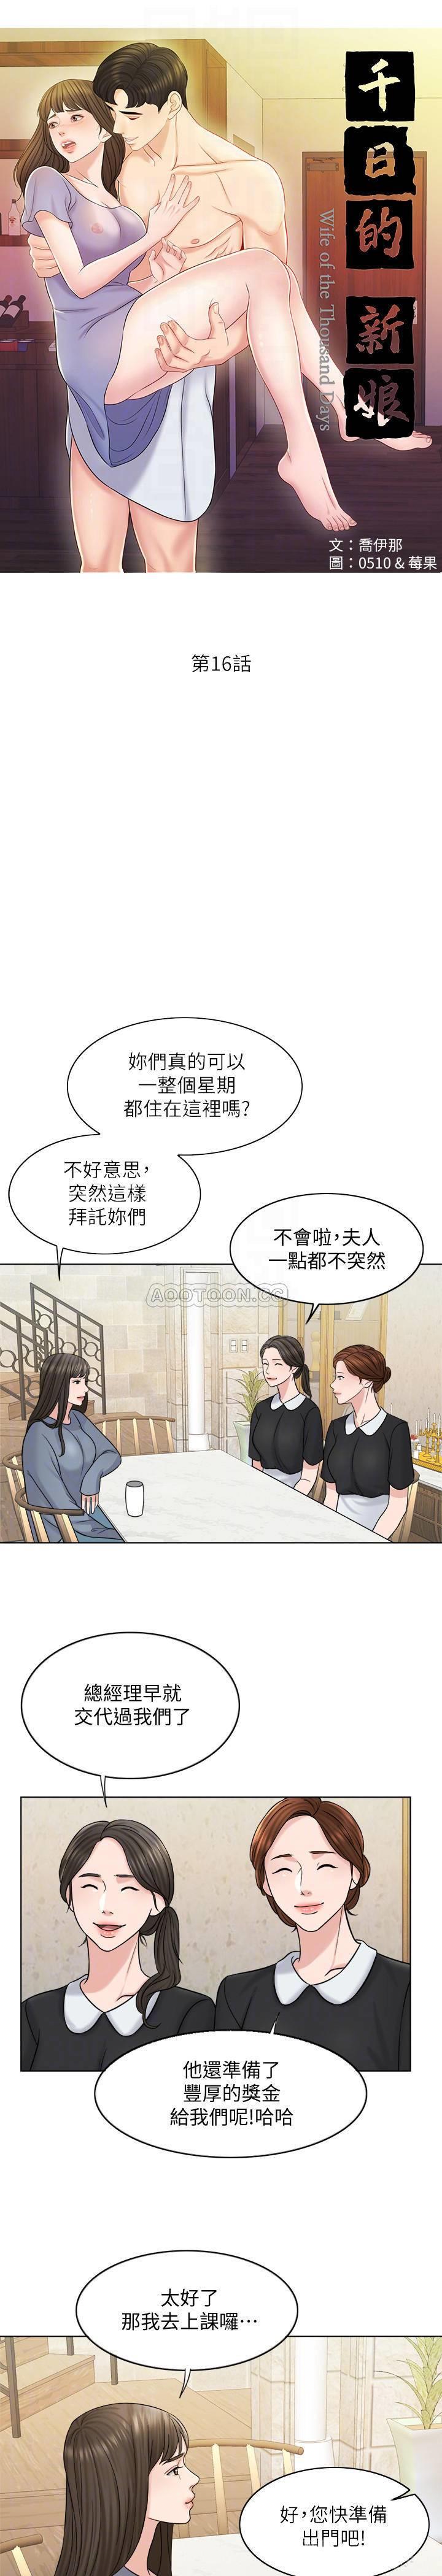 千日的新娘
Wife of the Thousand Days
文：喬伊那
圖：0510 & 莓果
第16話
妳們真的可以
一整個星期
都住在這裡嗎?
不好意思，
突然這樣
拜託妳們
不會啦，夫人
一點都不突然
AQQTOON.CC
總經理早就
交代過我們了
他還準備了
豐厚的獎金
給我們呢!哈哈
太好了
那我去上課囉…
好，您快準備
出門吧!